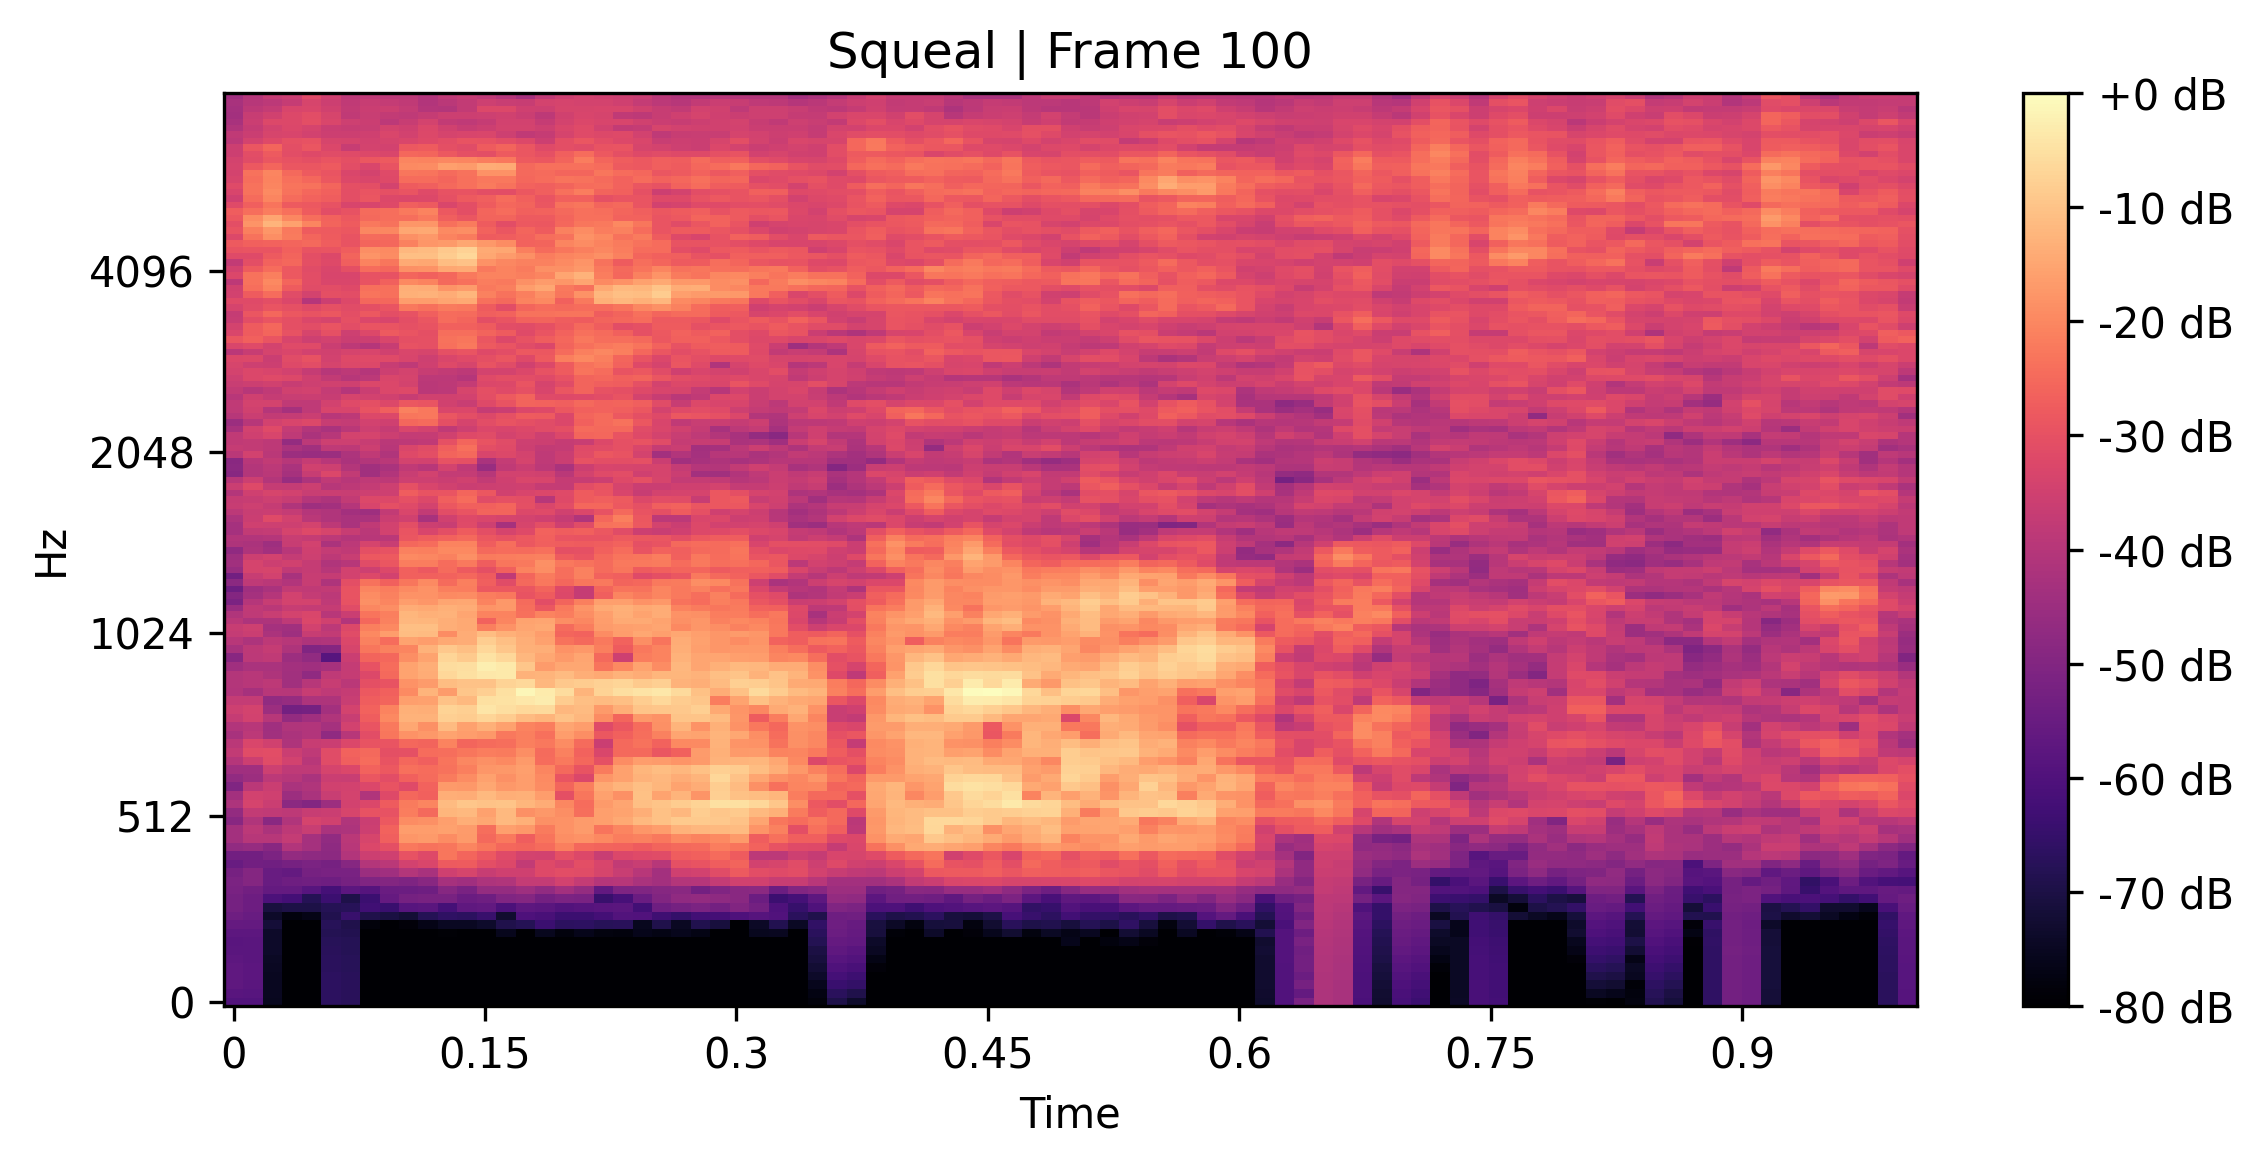 Squeal | Frame 100
Hz
4096
2048
1024
512
0
0 0.15 0.3 0.45 0.6 0.75 0.9
Time
+0 dB
-10 dB
-20 dB
-30 dB
-40 dB
-50 dB
-60 dB
-70 dB
-80 dB